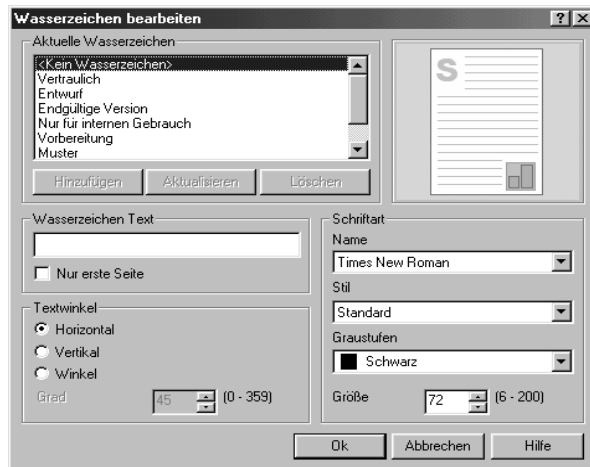 Wasserzeichen bearbeiten
Aktuelle Wasserzeichen
<Kein Wasserzeichen>
Vertraulich
Entwurf
Endgültige Version
Nur für internen Gebrauch
Vorbereitung
Muster
Hinzufügen Aktualisieren Löschen
S
Wasserzeichen Text
Nur erste Seite
Textwinkel
Horizontal
Vertikal
Winkel
Grad 45 (0 - 359)
Schriftart
Name
Times New Roman
Stil
Standard
Graustufen
Schwarz
Größe 72 (6 - 200)
Ok Abbrechen Hilfe